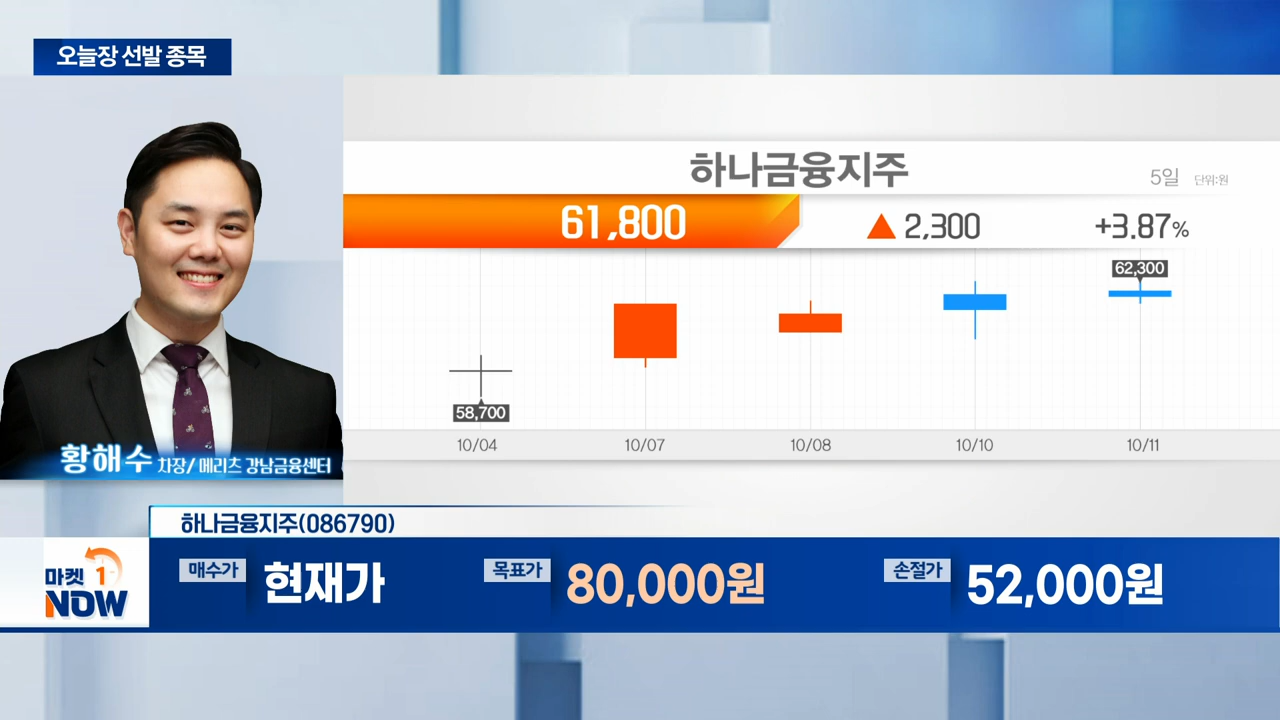 오늘장 선발 종목
하나금융지주
5일 단위:원
61,800 ▲ 2,300 +3.87%
62,300
58,700
10/04 10/07 10/08 10/10 10/11
황해수 차장/ 메리츠 강남금융센터
하나금융지주(086790)
마켓 1
NOW
매수가 현재가 목표가 80,000원 손절가 52,000원